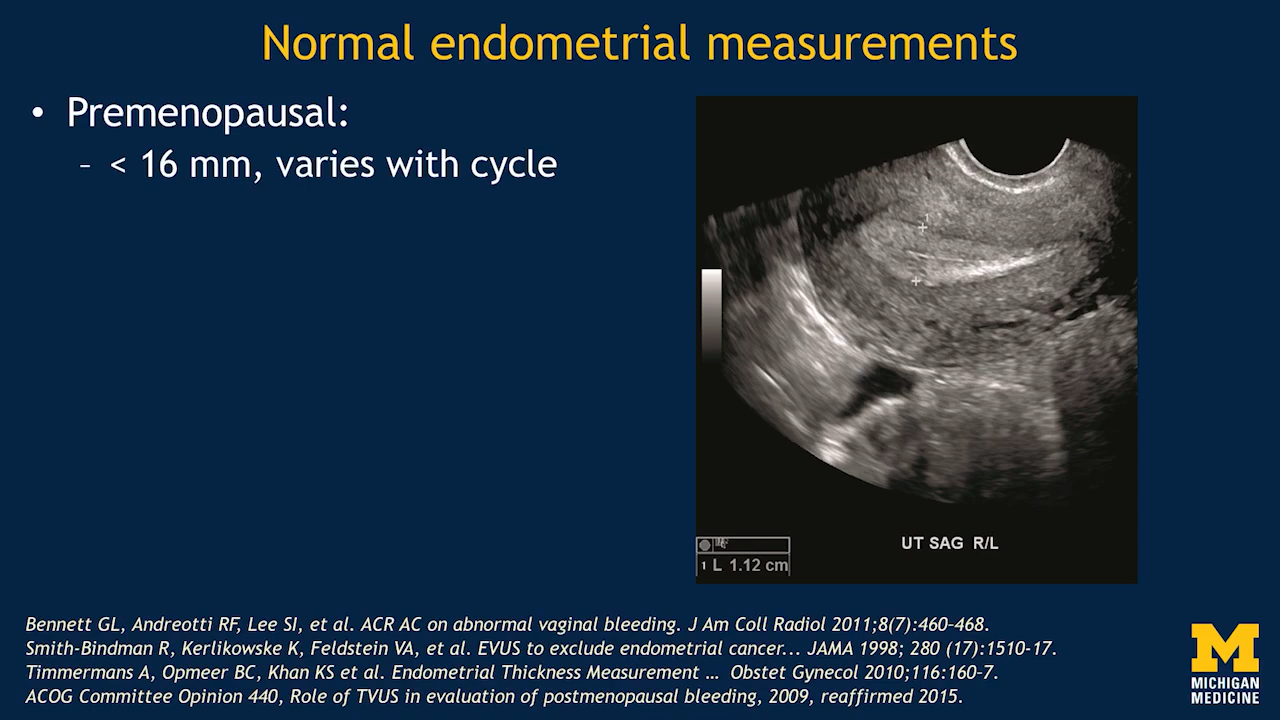 Normal endometrial measurements
• Premenopausal:
– < 16 mm, varies with cycle
1
1 L 1.12 cm
UT SAG R/L
Bennett GL, Andreotti RF, Lee SI, et al. ACR AC on abnormal vaginal bleeding. J Am Coll Radiol 2011;8(7):460–468.
Smith-Bindman R, Kerlikowske K, Feldstein VA, et al. EVUS to exclude endometrial cancer... JAMA 1998; 280 (17):1510-17.
Timmermans A, Opmeer BC, Khan KS et al. Endometrial Thickness Measurement … Obstet Gynecol 2010;116:160–7.
ACOG Committee Opinion 440, Role of TVUS in evaluation of postmenopausal bleeding, 2009, reaffirmed 2015.
M
MICHIGAN
MEDICINE